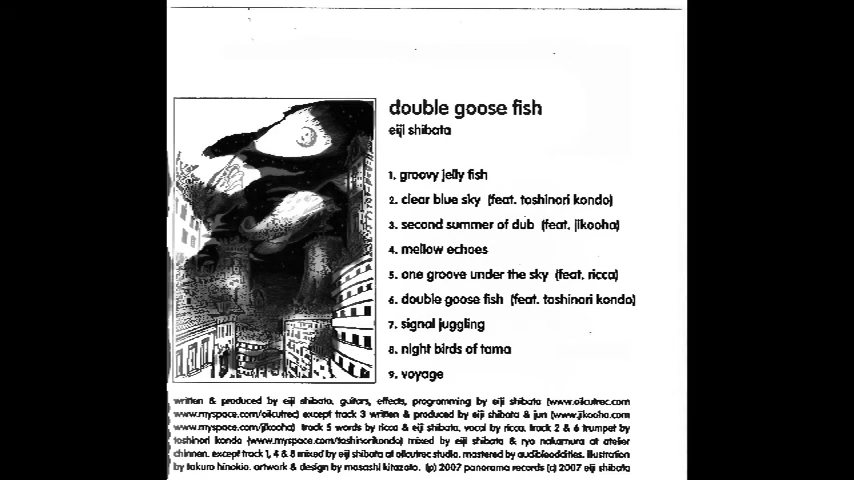 double goose fish
eiji shibata
1. groovy jelly fish
2. clear blue sky (feat. toshinori kondo)
3. second summer of dub (feat. jikooha)
4. mellow echoes
5. one groove under the sky (feat. ricca)
6. double goose fish (feat. toshinori kondo)
7. signal juggling
8. night birds of tama
9. voyage
written & produced by eiji shibata. guitars, effects, programming by eiji shibata (www.oilcutrec.com
www.myspace.com/oilcutrec) except track 3 written & produced by eiji shibata & jun (www.jikooha.com
www.myspace.com/jikooha) track 5 words by ricca & eiji shibata, vocal by ricca. track 2 & 6 trumpet by
toshinori kondo (www.myspace.com/toshinorikondo) mixed by eiji shibata & ryo nakamura at atelier
chinnen. except track 1, 4 & 8 mixed by eiji shibata at oilcutrec studio. mastered by audibleoddities. illustration
by takuro hinokio. artwork & design by masashi kitazato. (p) 2007 panorama records (c) 2007 eiji shibata